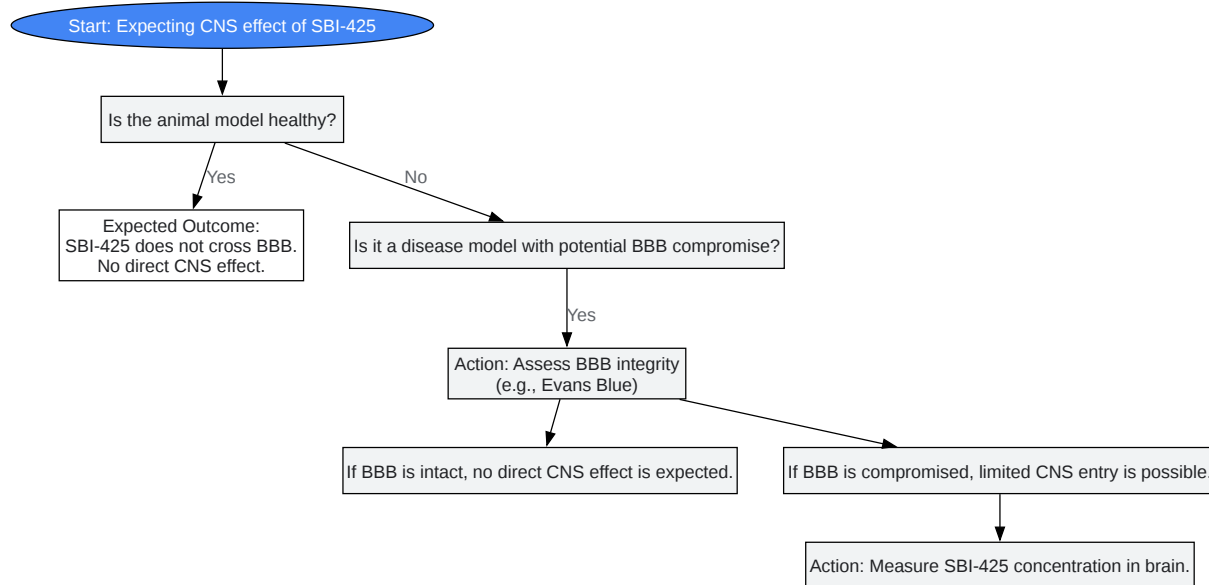 Start: Expecting CNS effect of SBI-425
Is the animal model healthy?
Yes
No
Expected Outcome:
SBI-425 does not cross BBB.
No direct CNS effect.
Is it a disease model with potential BBB compromise?
Yes
Action: Assess BBB integrity
(e.g., Evans Blue)
If BBB is intact, no direct CNS effect is expected.
If BBB is compromised, limited CNS entry is possible.
Action: Measure SBI-425 concentration in brain.